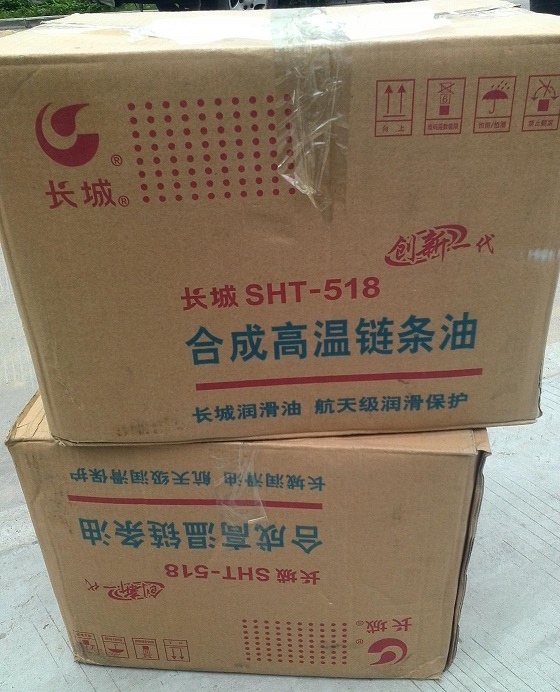 长城®
®
向上
6
创新一代
长城 SHT-518
合成高温链条油
长城润滑油 航天级润滑保护
长城润滑油 航天级润滑保护
合成高温链条油
长城 SHT-518
创新一代
长城